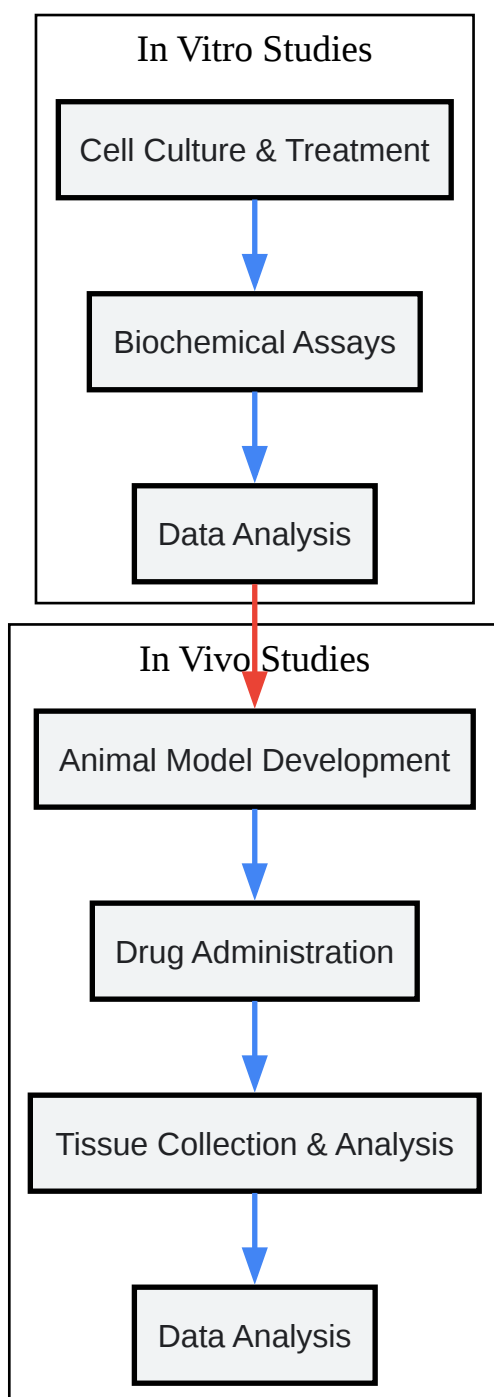 In Vitro Studies
Cell Culture & Treatment
Biochemical Assays
Data Analysis
In Vivo Studies
Animal Model Development
Drug Administration
Tissue Collection & Analysis
Data Analysis